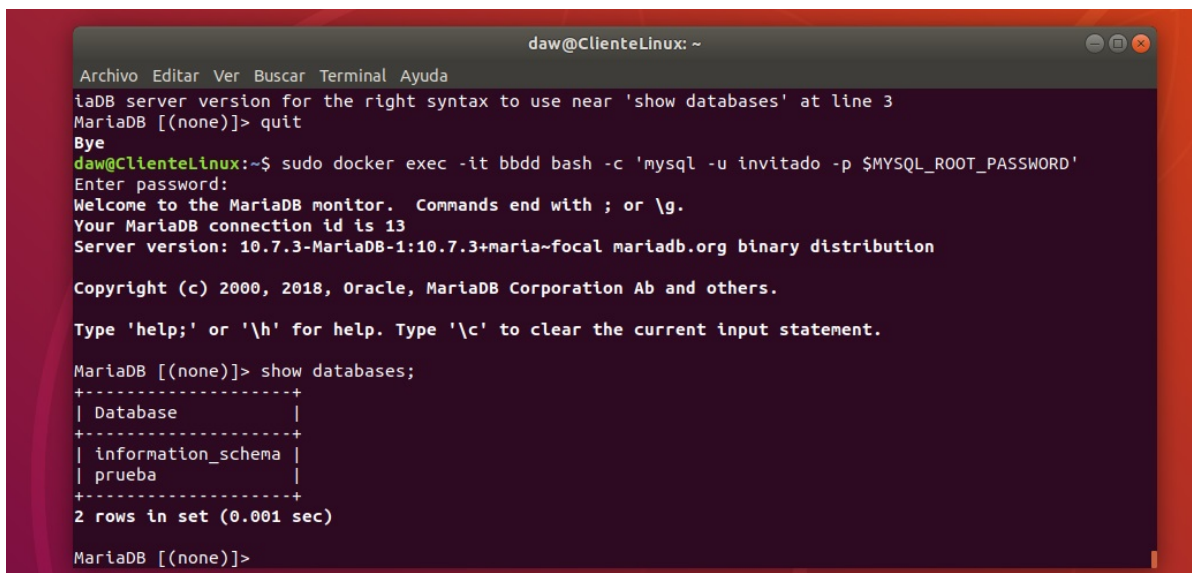 daw@ClienteLinux: ~
Archivo Editar Ver Buscar Terminal Ayuda
iaDB server version for the right syntax to use near 'show databases' at line 3
MariaDB [(none)]> quit
Bye
daw@ClienteLinux:~$ sudo docker exec -it bbdd bash -c 'mysql -u invitado -p $MYSQL_ROOT_PASSWORD'
Enter password:
Welcome to the MariaDB monitor.  Commands end with ; or \g.
Your MariaDB connection id is 13
Server version: 10.7.3-MariaDB-1:10.7.3+maria~focal mariadb.org binary distribution
Copyright (c) 2000, 2018, Oracle, MariaDB Corporation Ab and others.
Type 'help;' or '\h' for help. Type '\c' to clear the current input statement.
MariaDB [(none)]> show databases;
+--------------------+
| Database           |
+--------------------+
| information_schema |
| prueba             |
+--------------------+
2 rows in set (0.001 sec)
MariaDB [(none)]>